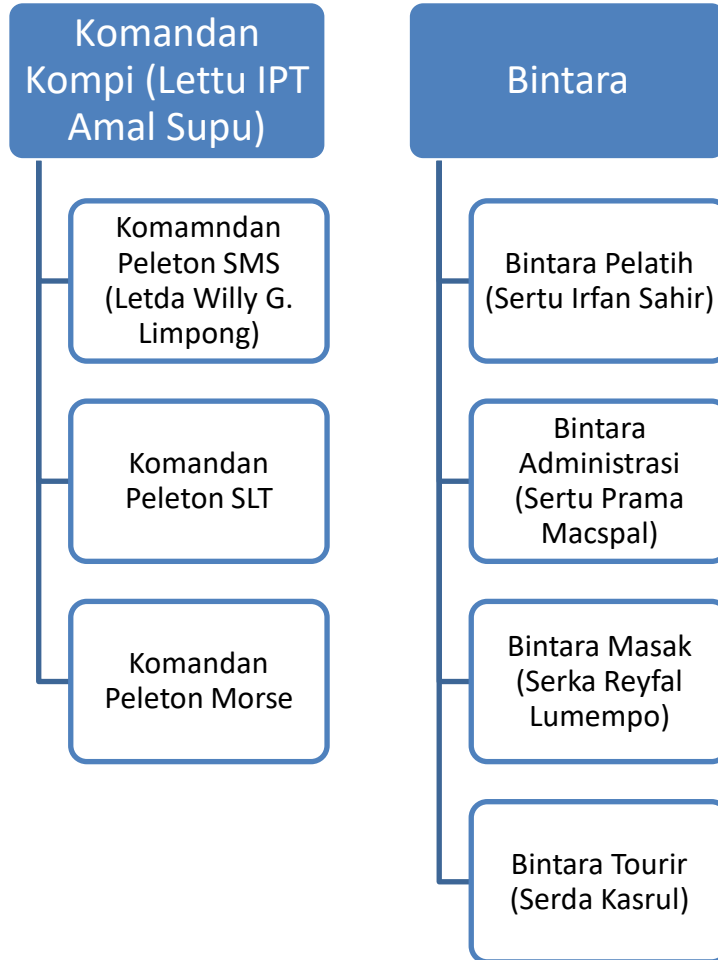 Komandan
Kompi (Lettu IPT
Amal Supu)
Komamndan
Peleton SMS
(Letda Willy G.
Limpong)
Komandan
Peleton SLT
Komandan
Peleton Morse
Bintara
Bintara Pelatih
(Sertu Irfan Sahir)
Bintara
Administrasi
(Sertu Prama
Macspal)
Bintara Masak
(Serka Reyfal
Lumempo)
Bintara Tourir
(Serda Kasrul)